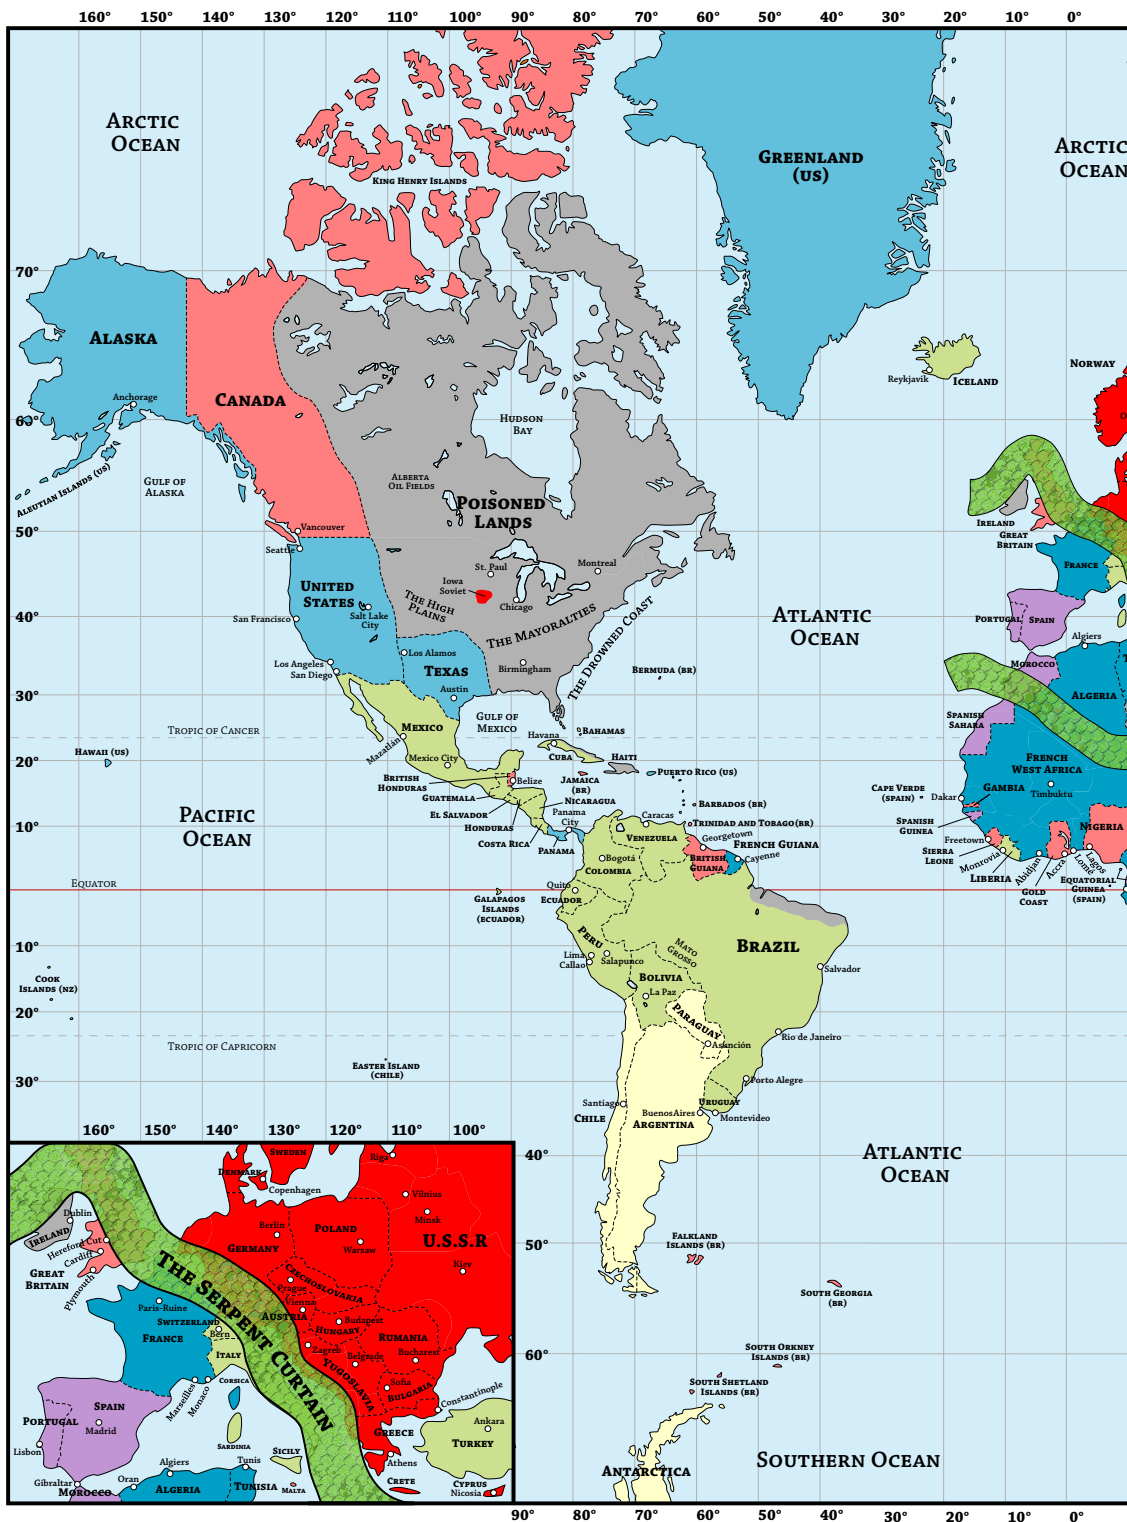 160° 150° 140° 130° 120° 110° 100° 90° 80° 70° 60° 50° 40° 30° 20° 10° 0°
Arctic
Ocean
Arctic
Ocean
Greenland
(US)
King Henry Islands
70°
Alaska
Norway
Reykjavik
Iceland
Canada
Anchorage
60°
Hudson
Bay
Alberta
Oil Fields
Aleutian Islands (US)
Gulf of
Alaska
Poisoned
Lands
Ireland
Great
Britain
50°
Vancouver
Seattle
St. Paul
Montreal
France
Iowa
Soviet
United
States
The High
Plains
Chicago
Salt Lake
City
40°
San Francisco
The Mayoralties
The Drowned Coast
Atlantic
Ocean
Portugal
Spain
Algiers
Los Angeles
San Diego
Los Alamos
Texas
Birmingham
Bermuda (BR)
Morocco
Austin
Algeria
30°
Gulf of
Mexico
Mexico
Spanish
Sahara
Tropic of Cancer
Havana
Bahamas
Mazatlán
Hawaii (US)
Mexico City
Cuba
Haiti
French
West Africa
20°
British
Honduras
Belize
Jamaica
(BR)
Puerto Rico (US)
Cape Verde
(Spain)
Dakar
Gambia
Timbuktu
Guatemala
Nicaragua
Barbados (BR)
El Salvador
Panama
City
Caracas
Trinidad and Tobago(BR)
Spanish
Guinea
Pacific
Ocean
10°
Honduras
Costa Rica
Panama
Venezuela
Georgetown
French Guiana
Freetown
Nigeria
British
Guiana
Cayenne
Sierra
Leone
Monrovia
Abidjan
Accra
Lomé
Lagos
Bogotá
Colombia
Liberia
Gold
Coast
Equatorial
Guinea
(Spain)
Equator
Quito
Ecuador
Galapagos
Islands
(Ecuador)
Peru
Mato
Grosso
Brazil
10°
Lima
Callao
Salapunco
Salvador
Cook
Islands (NZ)
Bolivia
La Paz
20°
Paraguay
Tropic of Capricorn
Asunción
Rio de Janeiro
Easter Island
(Chile)
30°
Porto Alegre
Santiago
Chile
Buenos Aires
Argentina
Uruguay
Montevideo
160° 150° 140° 130° 120° 110° 100°
40°
Atlantic
Ocean
Sweden
Riga
Denmark
Copenhagen
Vilnius
Dublin
Minsk
Ireland
Berlin
Poland
Hereford Cut
Cardiff
Germany
Warsaw
U.S.S.R
Falkland
Islands (BR)
50°
Great
Britain
Plymouth
The Serpent Curtain
Czechoslovakia
Kiev
Prague
South Georgia
(BR)
Paris-Ruine
Vienna
Austria
Switzerland
Bern
Budapest
Hungary
France
Rumania
Italy
Zagreb
Belgrade
Bucharest
South Orkney
Islands (BR)
60°
Yugoslavia
Sofia
Bulgaria
Marseilles
Monaco
Corsica
South Shetland
Islands (BR)
Constantinople
Spain
Portugal
Madrid
Greece
Ankara
Turkey
Lisbon
Sardinia
Sicily
Athens
Southern Ocean
Algiers
Tunis
Antarctica
Gibraltar
Oran
Morocco
Algeria
Tunisia
Malta
Crete
Cyprus
Nicosia
90° 80° 70° 60° 50° 40° 30° 20° 10° 0°